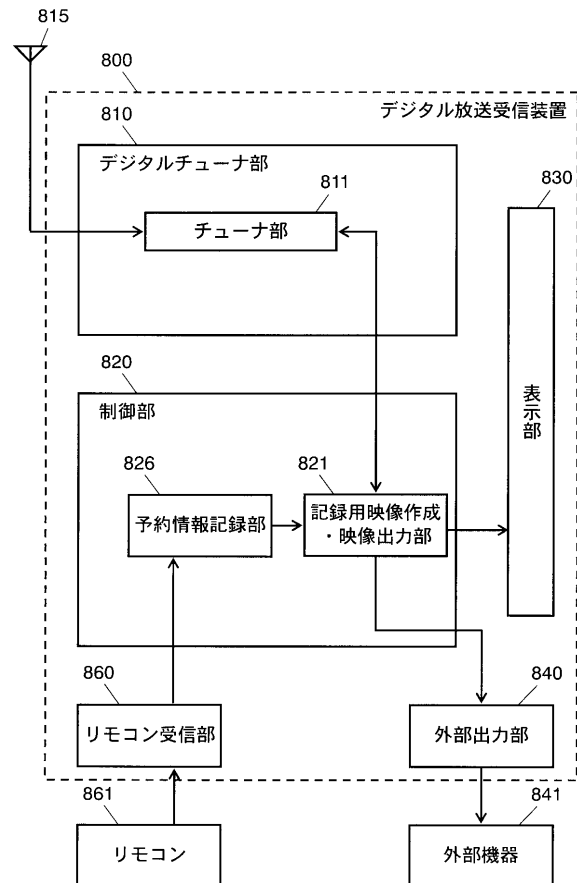 815
800
デジタル放送受信装置
810
デジタルチューナ部
811
チューナ部
830
表示部
820
制御部
826
予約情報記録部
821
記録用映像作成
・映像出力部
860
リモコン受信部
840
外部出力部
861
リモコン
841
外部機器